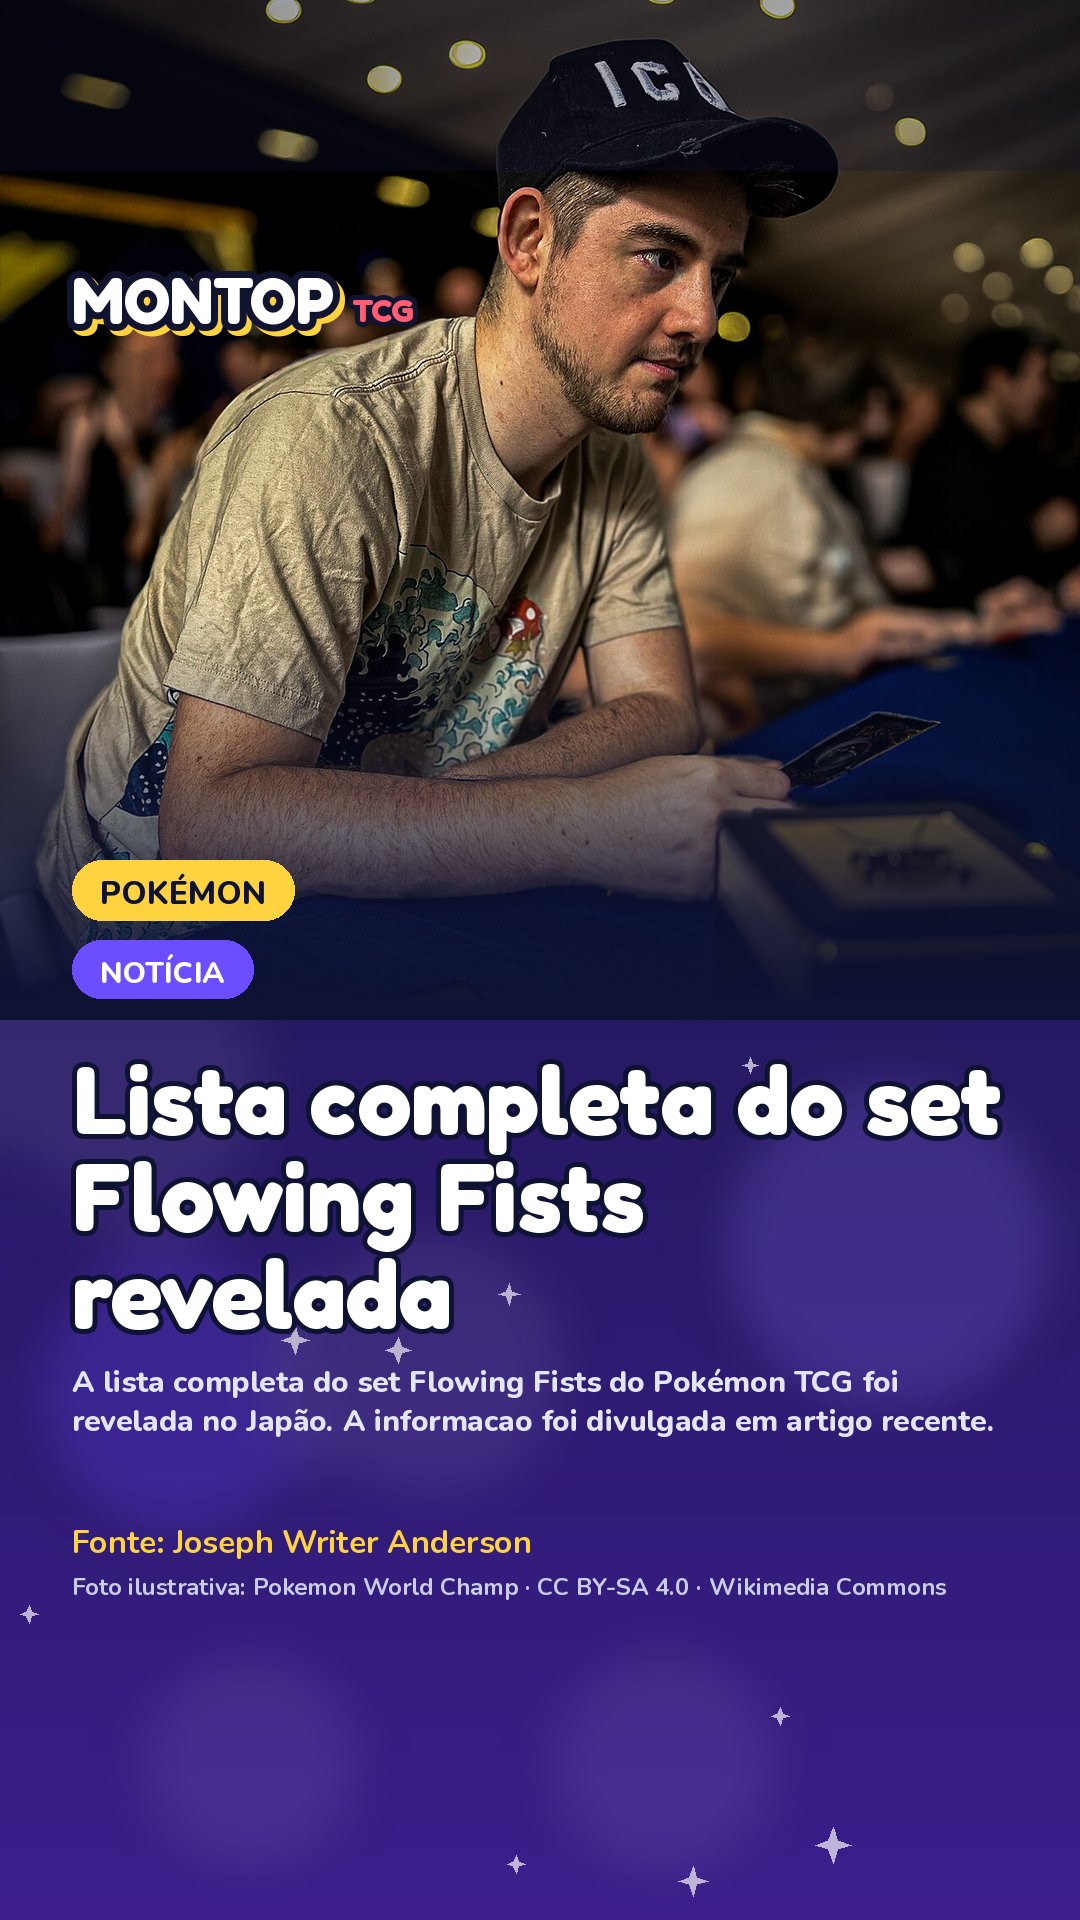 MONTOP TCG
POKÉMON
NOTÍCIA
Lista completa do set
Flowing Fists
revelada
A lista completa do set Flowing Fists do Pokémon TCG foi
revelada no Japão. A informacao foi divulgada em artigo recente.
Fonte: Joseph Writer Anderson
Foto ilustrativa: Pokemon World Champ · CC BY-SA 4.0 · Wikimedia Commons